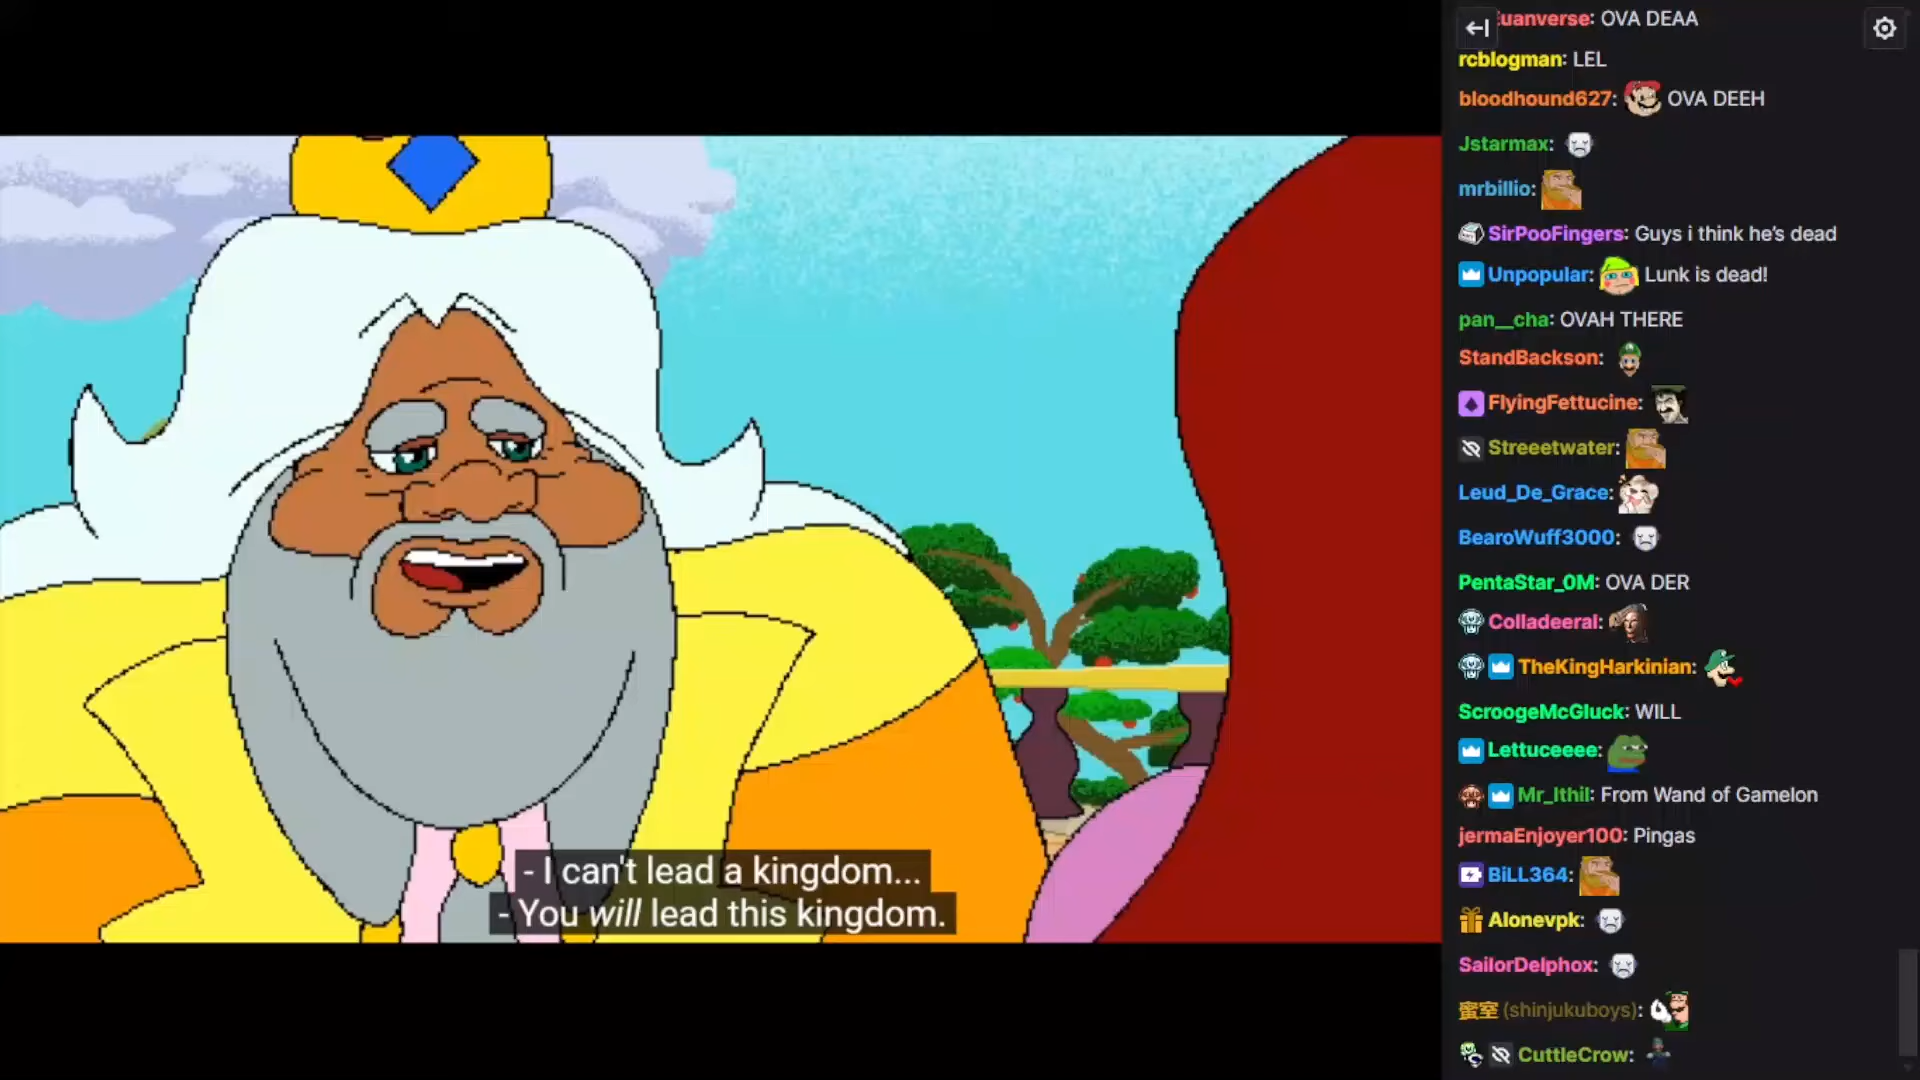 - I can't lead a kingdom...
- You will lead this kingdom.
uanverse: OVA DEAA
rcblogman: LEL
bloodhound627: OVA DEEH
Jstarmax:
mrbillio:
SirPooFingers: Guys i think he's dead
Unpopular: Lunk is dead!
pan__cha: OVAH THERE
StandBackson:
FlyingFettucine:
Streeetwater:
Leud_De_Grace:
BearoWuff3000:
PentaStar_0M: OVA DER
Colladeeral:
TheKingHarkinian:
ScroogeMcGluck: WILL
Lettuceeee:
Mr_Ithil: From Wand of Gamelon
jermaEnjoyer100: Pingas
BiLL364:
Alonevpk:
SailorDelphox:
蜜室 (shinjukuboys):
CuttleCrow: